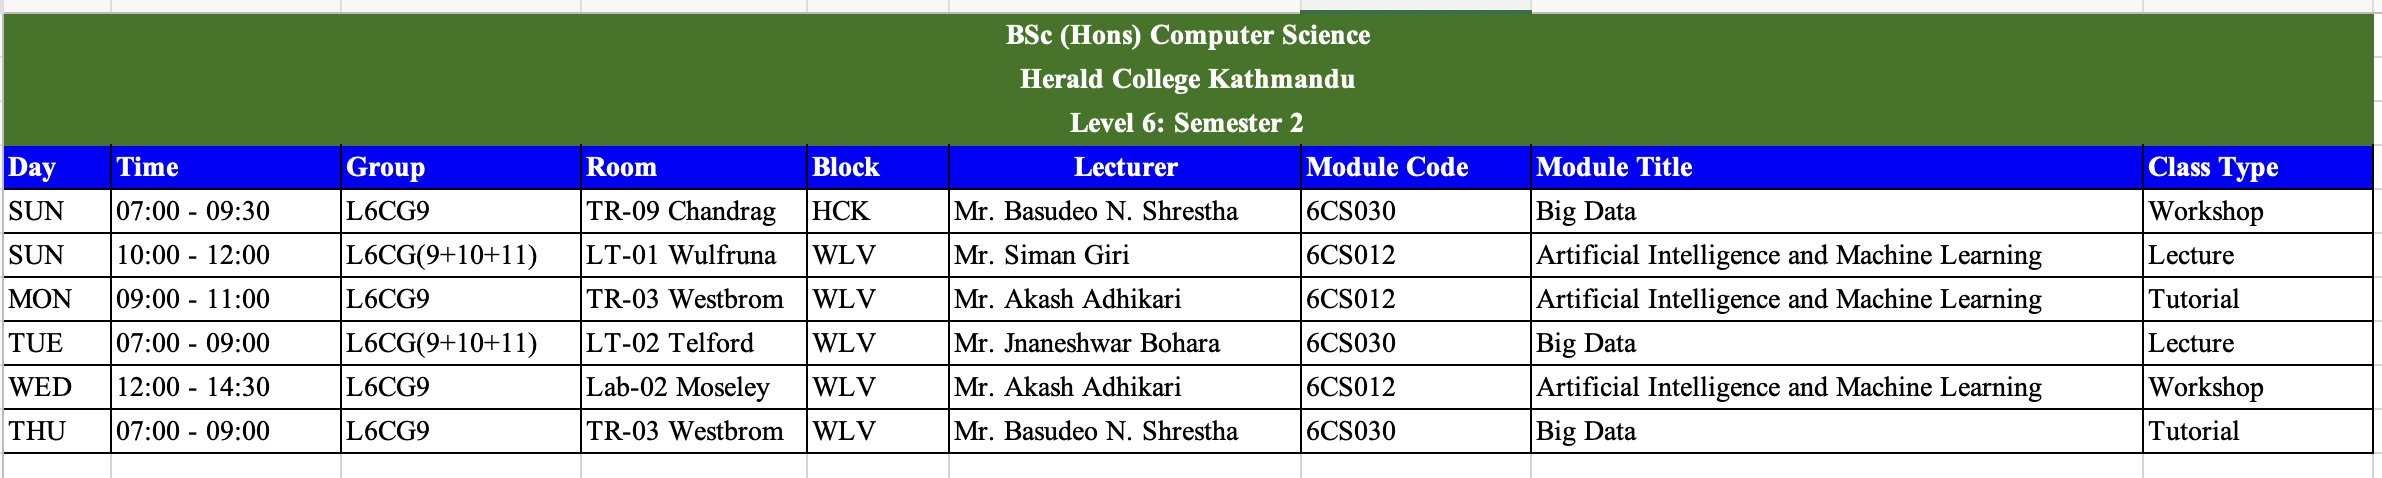 BSc (Hons) Computer Science
Herald College Kathmandu
Level 6: Semester 2
Day Time Group Room Block Lecturer Module Code Module Title Class Type
SUN 07:00 - 09:30 L6CG9 TR-09 Chandrag HCK Mr. Basudeo N. Shrestha 6CS030 Big Data Workshop
SUN 10:00 - 12:00 L6CG(9+10+11) LT-01 Wulfruna WLV Mr. Siman Giri 6CS012 Artificial Intelligence and Machine Learning Lecture
MON 09:00 - 11:00 L6CG9 TR-03 Westbrom WLV Mr. Akash Adhikari 6CS012 Artificial Intelligence and Machine Learning Tutorial
TUE 07:00 - 09:00 L6CG(9+10+11) LT-02 Telford WLV Mr. Jnaneshwar Bohara 6CS030 Big Data Lecture
WED 12:00 - 14:30 L6CG9 Lab-02 Moseley WLV Mr. Akash Adhikari 6CS012 Artificial Intelligence and Machine Learning Workshop
THU 07:00 - 09:00 L6CG9 TR-03 Westbrom WLV Mr. Basudeo N. Shrestha 6CS030 Big Data Tutorial